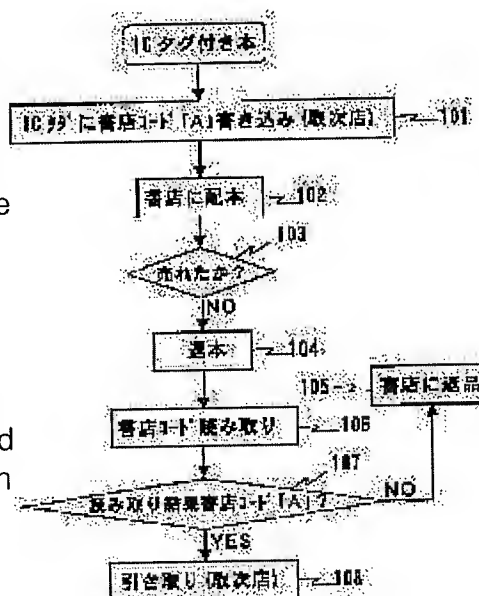 ICタグ付き本
ICﾀｸﾞに書店ｺｰﾄﾞ「A」書き込み(取次店)
101
e
書店に配本
102
103
売れたか?
NO
返本
104
105
書店に返品
書店ｺｰﾄﾞ読み取り
106
d
n
107
読み取り結果書店ｺｰﾄﾞ「A」?
NO
YES
引き取り(取次店)
108